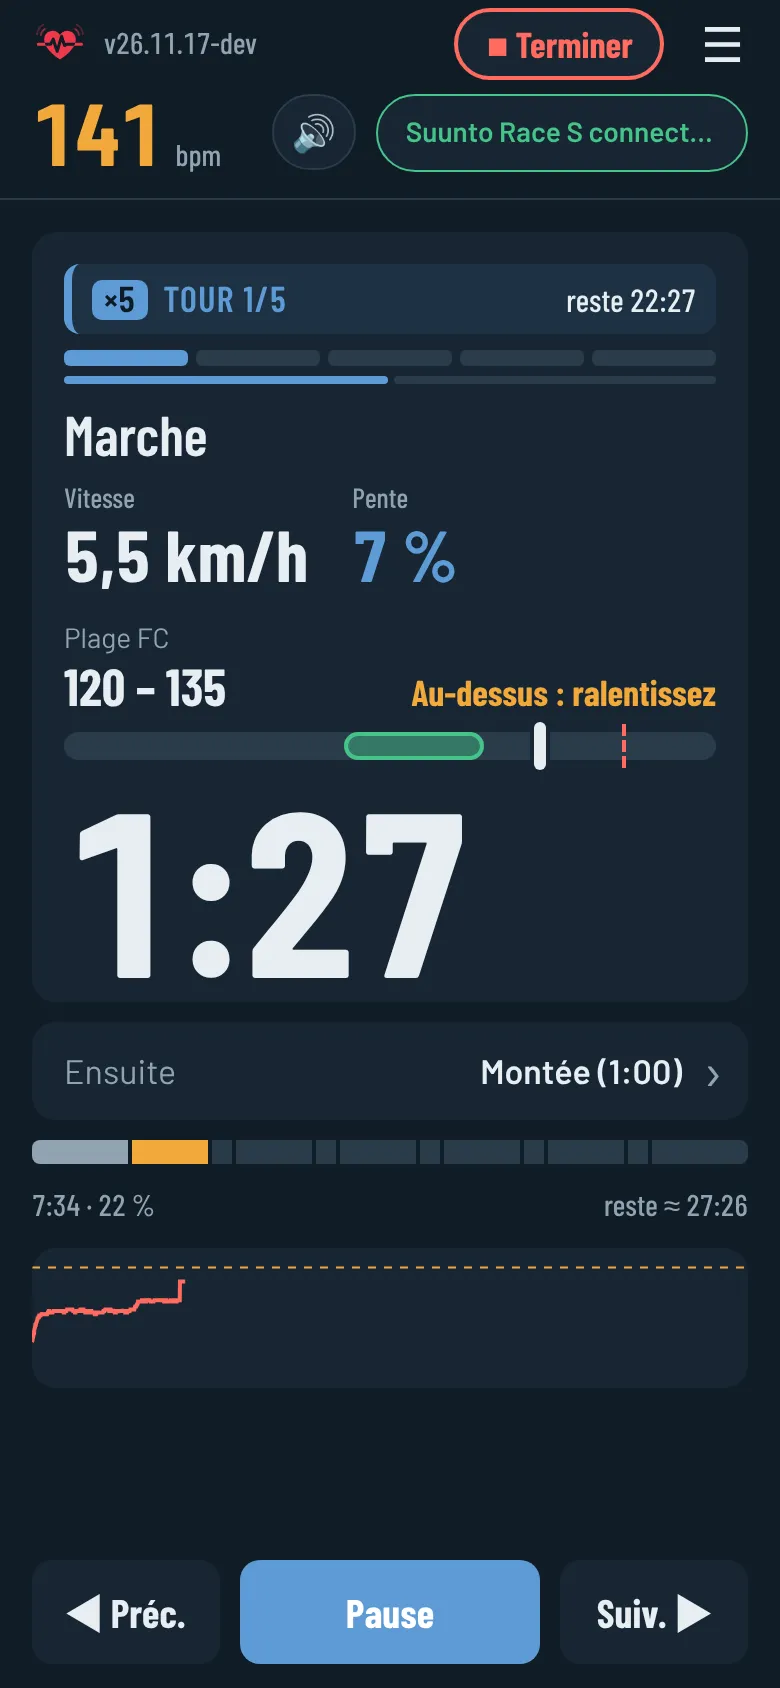 v26.11.17-dev
■ Terminer
141 bpm
Suunto Race S connect...
×5 TOUR 1/5
reste 22:27
Marche
Vitesse
Pente
5,5 km/h
7 %
Plage FC
120 – 135
Au-dessus : ralentissez
1:27
Ensuite
Montée (1:00) ›
7:34 · 22 %
reste ≈ 27:26
◀ Préc.
Pause
Suiv. ▶